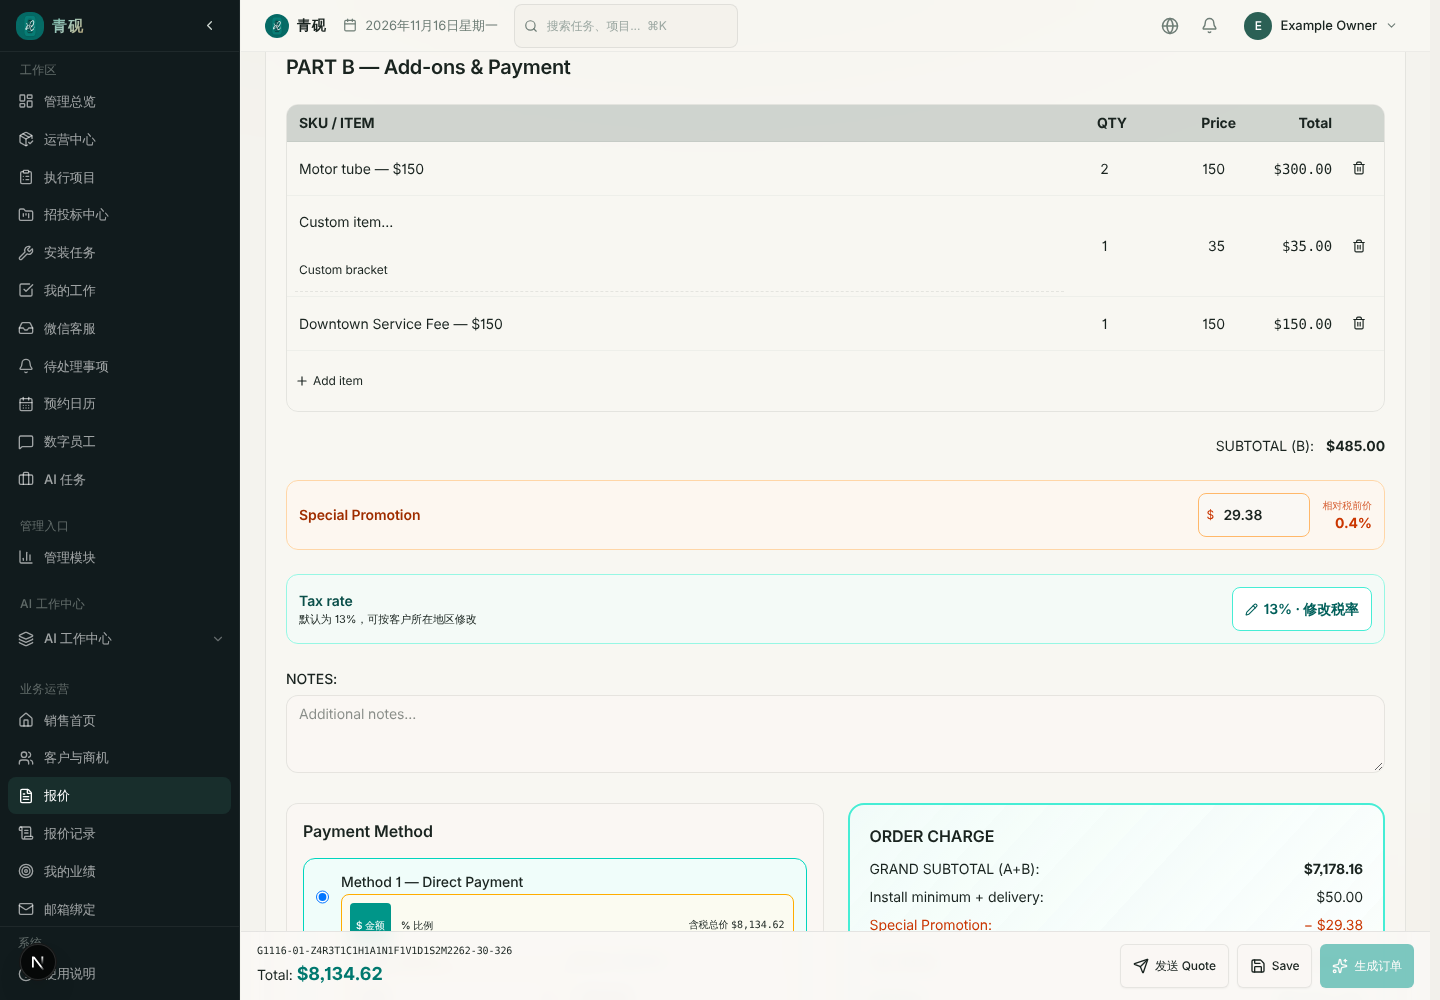 青砚
工作区
管理总览
运营中心
执行项目
招投标中心
安装任务
我的工作
微信客服
待处理事项
预约日历
数字员工
AI 任务
管理入口
管理模块
AI 工作中心
AI 工作中心
业务运营
销售首页
客户与商机
报价
报价记录
我的业绩
邮箱绑定
系统
N
使用说明
青砚
2026年11月16日星期一
搜索任务、项目... ⌘K
E
Example Owner
PART B — Add-ons & Payment
SKU / ITEM QTY Price Total
Motor tube — $150 2 150 $300.00
Custom item...
1 35 $35.00
Custom bracket
Downtown Service Fee — $150 1 150 $150.00
+ Add item
SUBTOTAL (B): $485.00
Special Promotion $ 29.38
相对税前价
0.4%
Tax rate
默认为 13%，可按客户所在地区修改
13% · 修改税率
NOTES:
Additional notes...
Payment Method
Method 1 — Direct Payment
$ 金额 % 比例 含税总价 $8,134.62
ORDER CHARGE
GRAND SUBTOTAL (A+B): $7,178.16
Install minimum + delivery: $50.00
Special Promotion: − $29.38
G1116-01-Z4R3T1C1H1A1N1F1V1D1S2M2262-30-326
Total: $8,134.62
发送 Quote
Save
生成订单